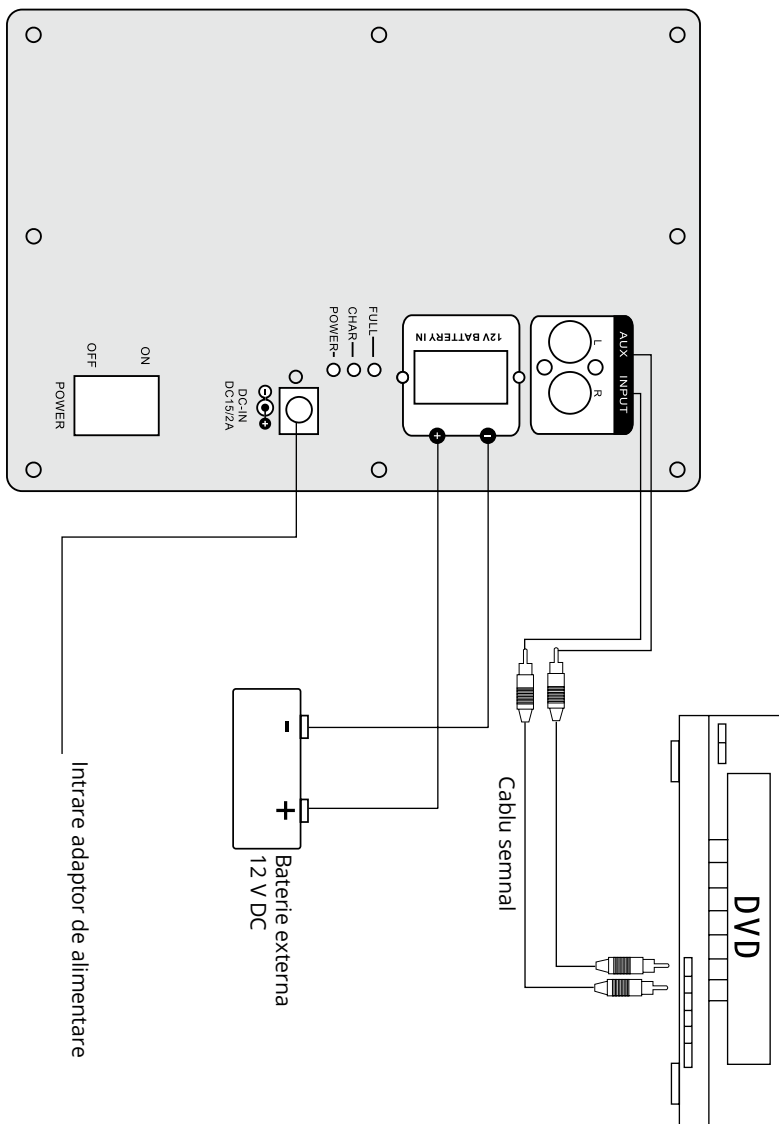 AUX INPUT
L
R
12V BATTERY IN
+
-
FULL
CHAR
POWER
DC-IN
DC15/2A
- +
ON
OFF
POWER
DVD
Cablu semnal
-
+
Baterie externa
12 V DC
Intrare adaptor de alimentare